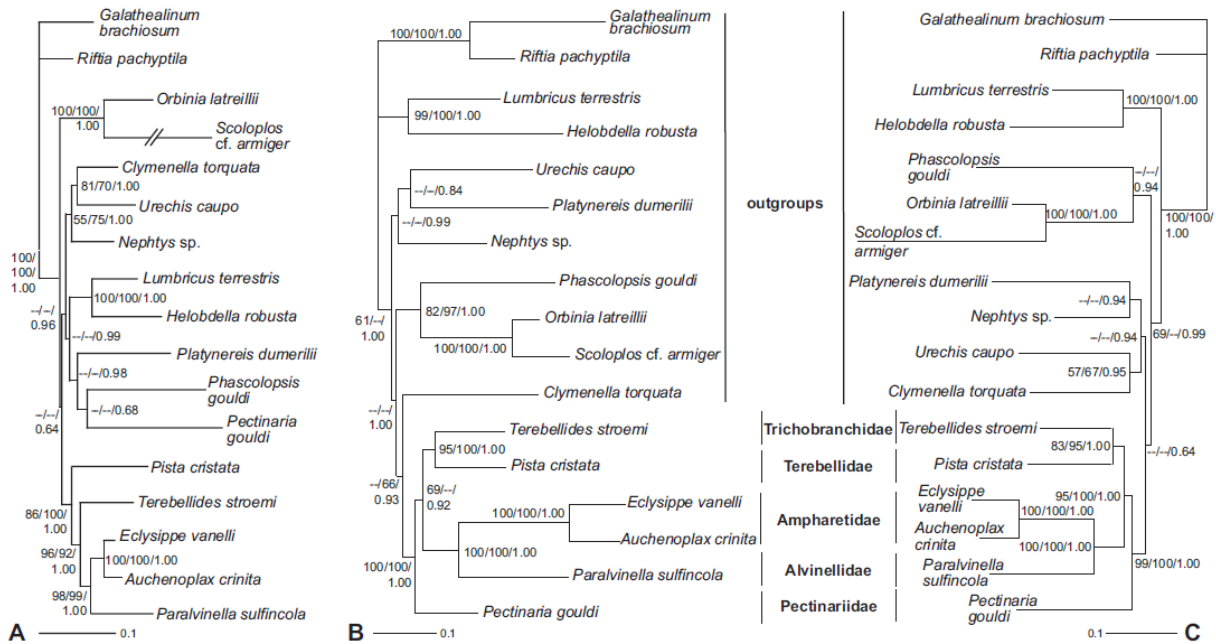 Galathealinum
brachiosum
Riftia pachyptila
Orbinia latreillii
100/100/
1.00
Scoloplos
cf. armiger
Clymenella torquata
81/70/1.00
Urechis caupo
55/75/1.00
Nephtys sp.
100/
100/
1.00
Lumbricus terrestris
100/100/1.00
Helobdella robusta
--/--/
0.96
--/--/0.99
Platynereis dumerilii
--/--/0.98
Phascolopsis
gouldi
--/--/0.68
Pectinaria
gouldi
--/--/
0.64
Pista cristata
Terebellides stroemi
86/100/
1.00
Eclysippe vanelli
96/92/
1.00
100/100/1.00
Auchenoplax crinita
98/99/
1.00
Paralvinella sulfincola
A
0.1
Galathealinum
brachiosum
100/100/1.00
Riftia pachyptila
Lumbricus terrestris
99/100/1.00
Helobdella robusta
Urechis caupo
--/--/0.84
Platynereis dumerilii
--/--/0.99
Nephtys sp.
Phascolopsis gouldi
82/97/1.00
61/--/
1.00
Orbinia latreillii
100/100/1.00
Scoloplos cf. armiger
Clymenella torquata
--/--/
1.00
Terebellides stroemi
95/100/1.00
Pista cristata
--/66/
0.93
69/--/
0.92
Eclysippe vanelli
100/100/1.00
Auchenoplax crinita
100/100/1.00
Paralvinella sulfincola
100/100/
1.00
Pectinaria gouldi
B
0.1
outgroups
Trichobranchidae
Terebellidae
Ampharetidae
Alvinellidae
Pectinariidae
Galathealinum brachiosum
Riftia pachyptila
Lumbricus terrestris
100/100/1.00
Helobdella robusta
Phascolopsis
gouldi
--/--/
0.94
Orbinia latreillii
100/100/1.00
100/100/
1.00
Scoloplos cf.
armiger
Platynereis dumerilii
--/--/0.94
Nephtys sp.
--/--/0.94
69/--/0.99
Urechis caupo
57/67/0.95
Clymenella torquata
Terebellides stroemi
83/95/1.00
--/--/0.64
Pista cristata
Eclysippe
vanelli
95/100/1.00
100/100/1.00
Auchenoplax
crinita
100/100/1.00
Paralvinella
sulfincola
99/100/1.00
Pectinaria
gouldi
0.1
C